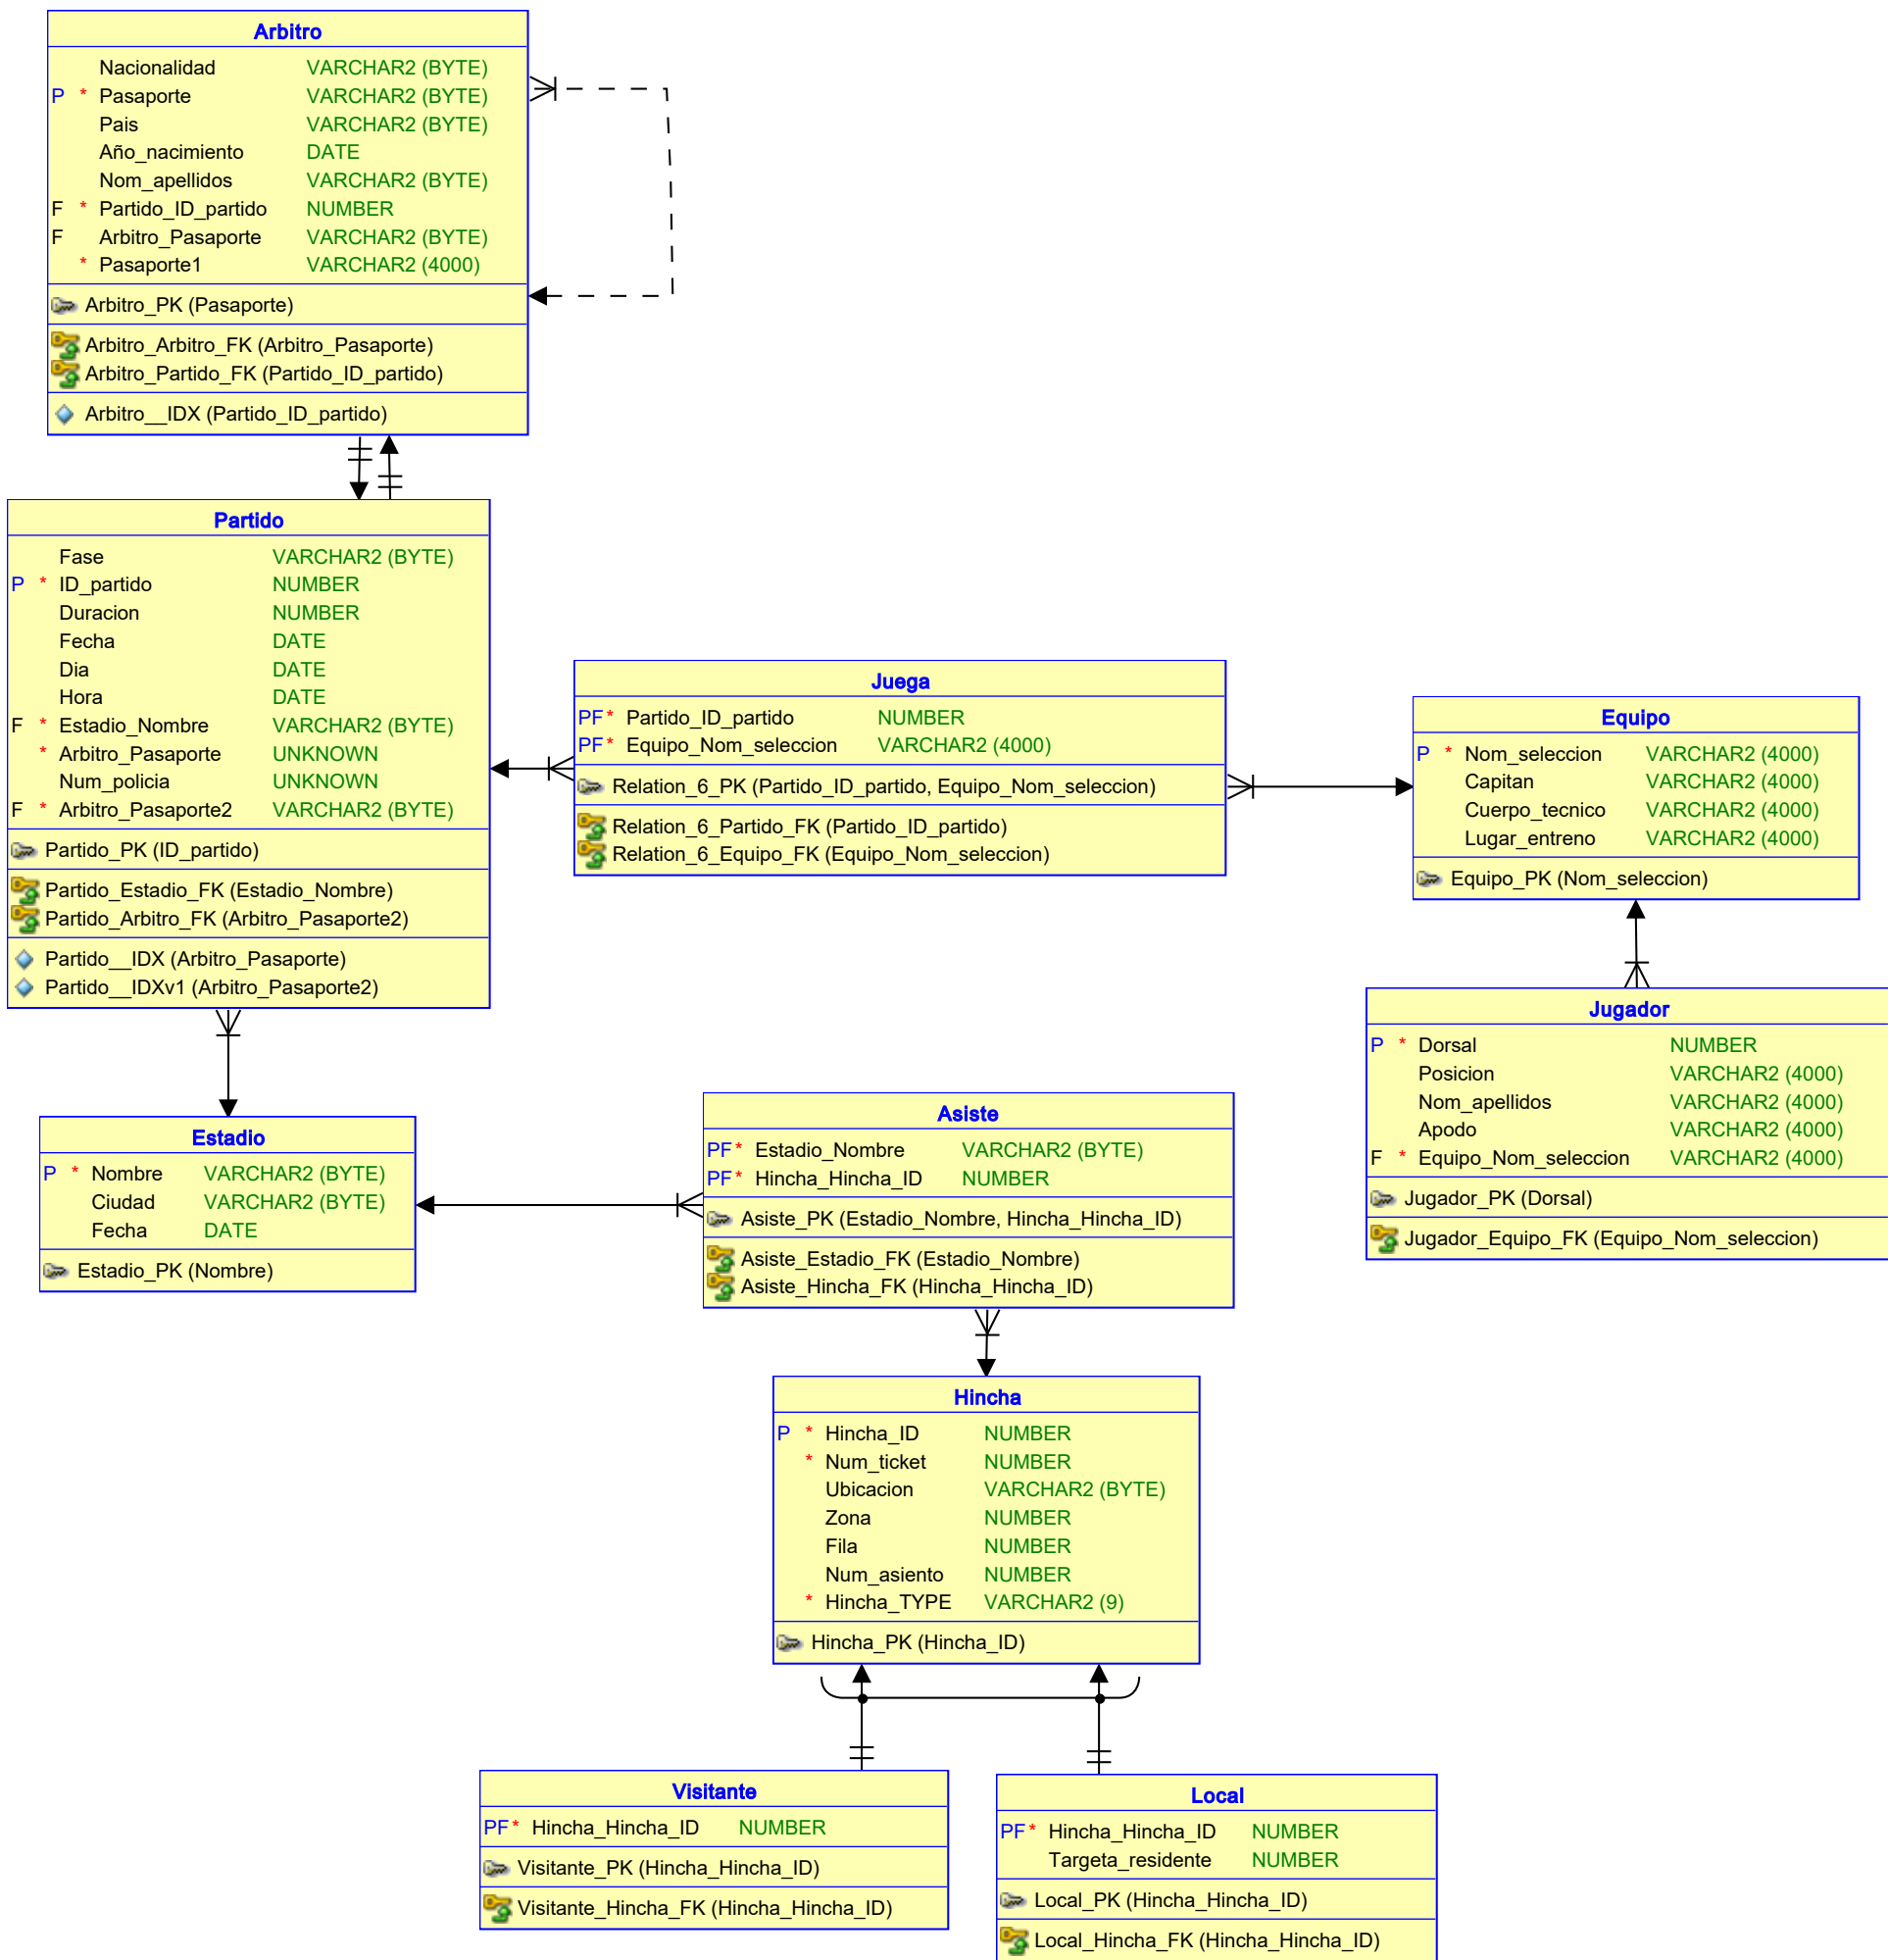 Arbitro
Nacionalidad VARCHAR2 (BYTE)
P * Pasaporte VARCHAR2 (BYTE)
Pais VARCHAR2 (BYTE)
Año_nacimiento DATE
Nom_apellidos VARCHAR2 (BYTE)
F * Partido_ID_partido NUMBER
F Arbitro_Pasaporte VARCHAR2 (BYTE)
* Pasaporte1 VARCHAR2 (4000)
Arbitro_PK (Pasaporte)
Arbitro_Arbitro_FK (Arbitro_Pasaporte)
Arbitro_Partido_FK (Partido_ID_partido)
Arbitro__IDX (Partido_ID_partido)
Partido
Fase VARCHAR2 (BYTE)
P * ID_partido NUMBER
Duracion NUMBER
Fecha DATE
Dia DATE
Hora DATE
F * Estadio_Nombre VARCHAR2 (BYTE)
* Arbitro_Pasaporte UNKNOWN
Num_policia UNKNOWN
F * Arbitro_Pasaporte2 VARCHAR2 (BYTE)
Partido_PK (ID_partido)
Partido_Estadio_FK (Estadio_Nombre)
Partido_Arbitro_FK (Arbitro_Pasaporte2)
Partido__IDX (Arbitro_Pasaporte)
Partido__IDXv1 (Arbitro_Pasaporte2)
Juega
PF * Partido_ID_partido NUMBER
PF * Equipo_Nom_seleccion VARCHAR2 (4000)
Relation_6_PK (Partido_ID_partido, Equipo_Nom_seleccion)
Relation_6_Partido_FK (Partido_ID_partido)
Relation_6_Equipo_FK (Equipo_Nom_seleccion)
Equipo
P * Nom_seleccion VARCHAR2 (4000)
Capitan VARCHAR2 (4000)
Cuerpo_tecnico VARCHAR2 (4000)
Lugar_entreno VARCHAR2 (4000)
Equipo_PK (Nom_seleccion)
Jugador
P * Dorsal NUMBER
Posicion VARCHAR2 (4000)
Nom_apellidos VARCHAR2 (4000)
Apodo VARCHAR2 (4000)
F * Equipo_Nom_seleccion VARCHAR2 (4000)
Jugador_PK (Dorsal)
Jugador_Equipo_FK (Equipo_Nom_seleccion)
Estadio
P * Nombre VARCHAR2 (BYTE)
Ciudad VARCHAR2 (BYTE)
Fecha DATE
Estadio_PK (Nombre)
Asiste
PF * Estadio_Nombre VARCHAR2 (BYTE)
PF * Hincha_Hincha_ID NUMBER
Asiste_PK (Estadio_Nombre, Hincha_Hincha_ID)
Asiste_Estadio_FK (Estadio_Nombre)
Asiste_Hincha_FK (Hincha_Hincha_ID)
Hincha
P * Hincha_ID NUMBER
* Num_ticket NUMBER
Ubicacion VARCHAR2 (BYTE)
Zona NUMBER
Fila NUMBER
Num_asiento NUMBER
* Hincha_TYPE VARCHAR2 (9)
Hincha_PK (Hincha_ID)
Visitante
PF * Hincha_Hincha_ID NUMBER
Visitante_PK (Hincha_Hincha_ID)
Visitante_Hincha_FK (Hincha_Hincha_ID)
Local
PF * Hincha_Hincha_ID NUMBER
Targeta_residente NUMBER
Local_PK (Hincha_Hincha_ID)
Local_Hincha_FK (Hincha_Hincha_ID)